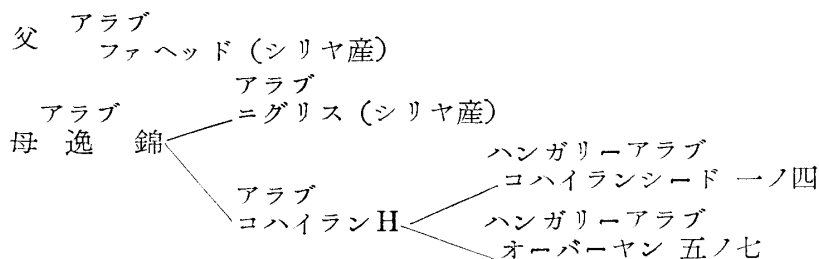 アラブ
父 ファヘッド (シリヤ産)
アラブ
ニグリス (シリヤ産)
アラブ
母 逸 錦
ハンガリーアラブ
コハイランシード 一ノ四
アラブ
コハイランH
ハンガリーアラブ
オーバーヤン 五ノ七